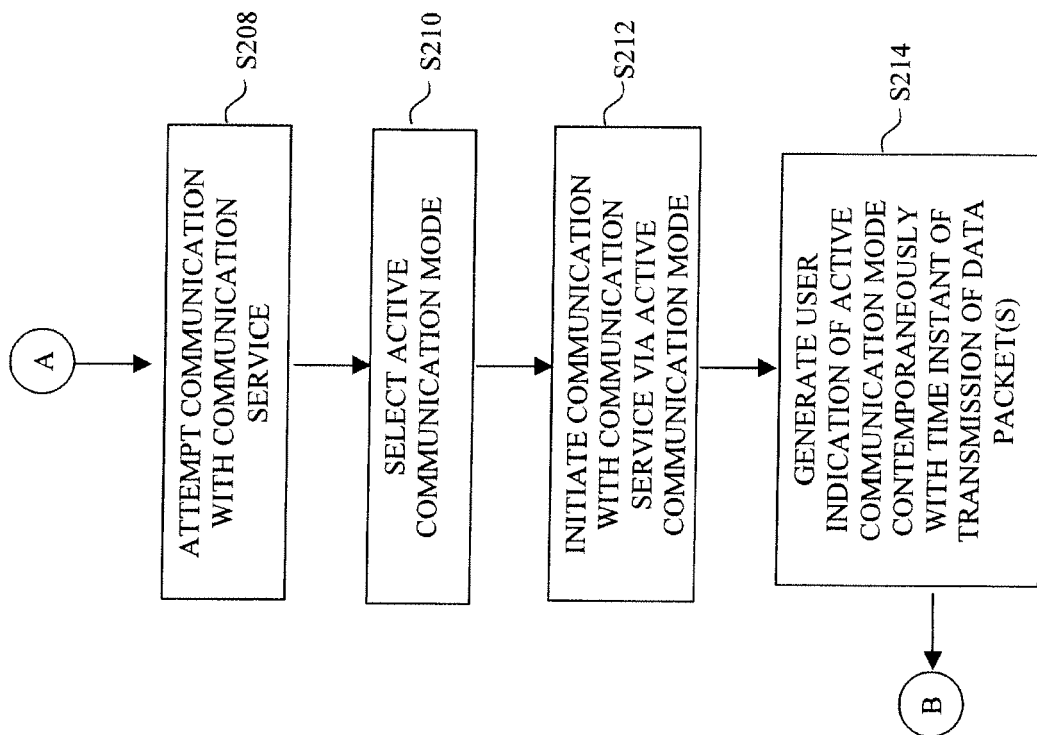 A
ATTEMPT COMMUNICATION
WITH COMMUNICATION
SERVICE
S208
SELECT ACTIVE
COMMUNICATION MODE
S210
INITIATE COMMUNICATION
WITH COMMUNICATION
SERVICE VIA ACTIVE
COMMUNICATION MODE
S212
GENERATE USER
INDICATION OF ACTIVE
COMMUNICATION MODE
CONTEMPORANEOUSLY
WITH TIME INSTANT OF
TRANSMISSION OF DATA
PACKET(S)
S214
B